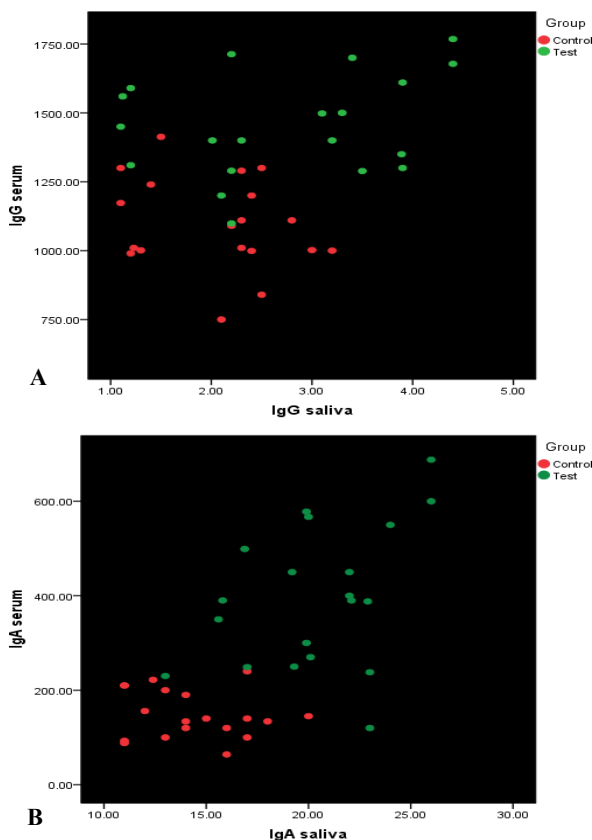 Group
Control
Test
1750.00
1500.00
1250.00
1000.00
750.00
IgG serum
1.00 2.00 3.00 4.00 5.00
IgG saliva
A
Group
Control
Test
600.00
400.00
200.00
0.00
IgA serum
10.00 15.00 20.00 25.00 30.00
IgA saliva
B